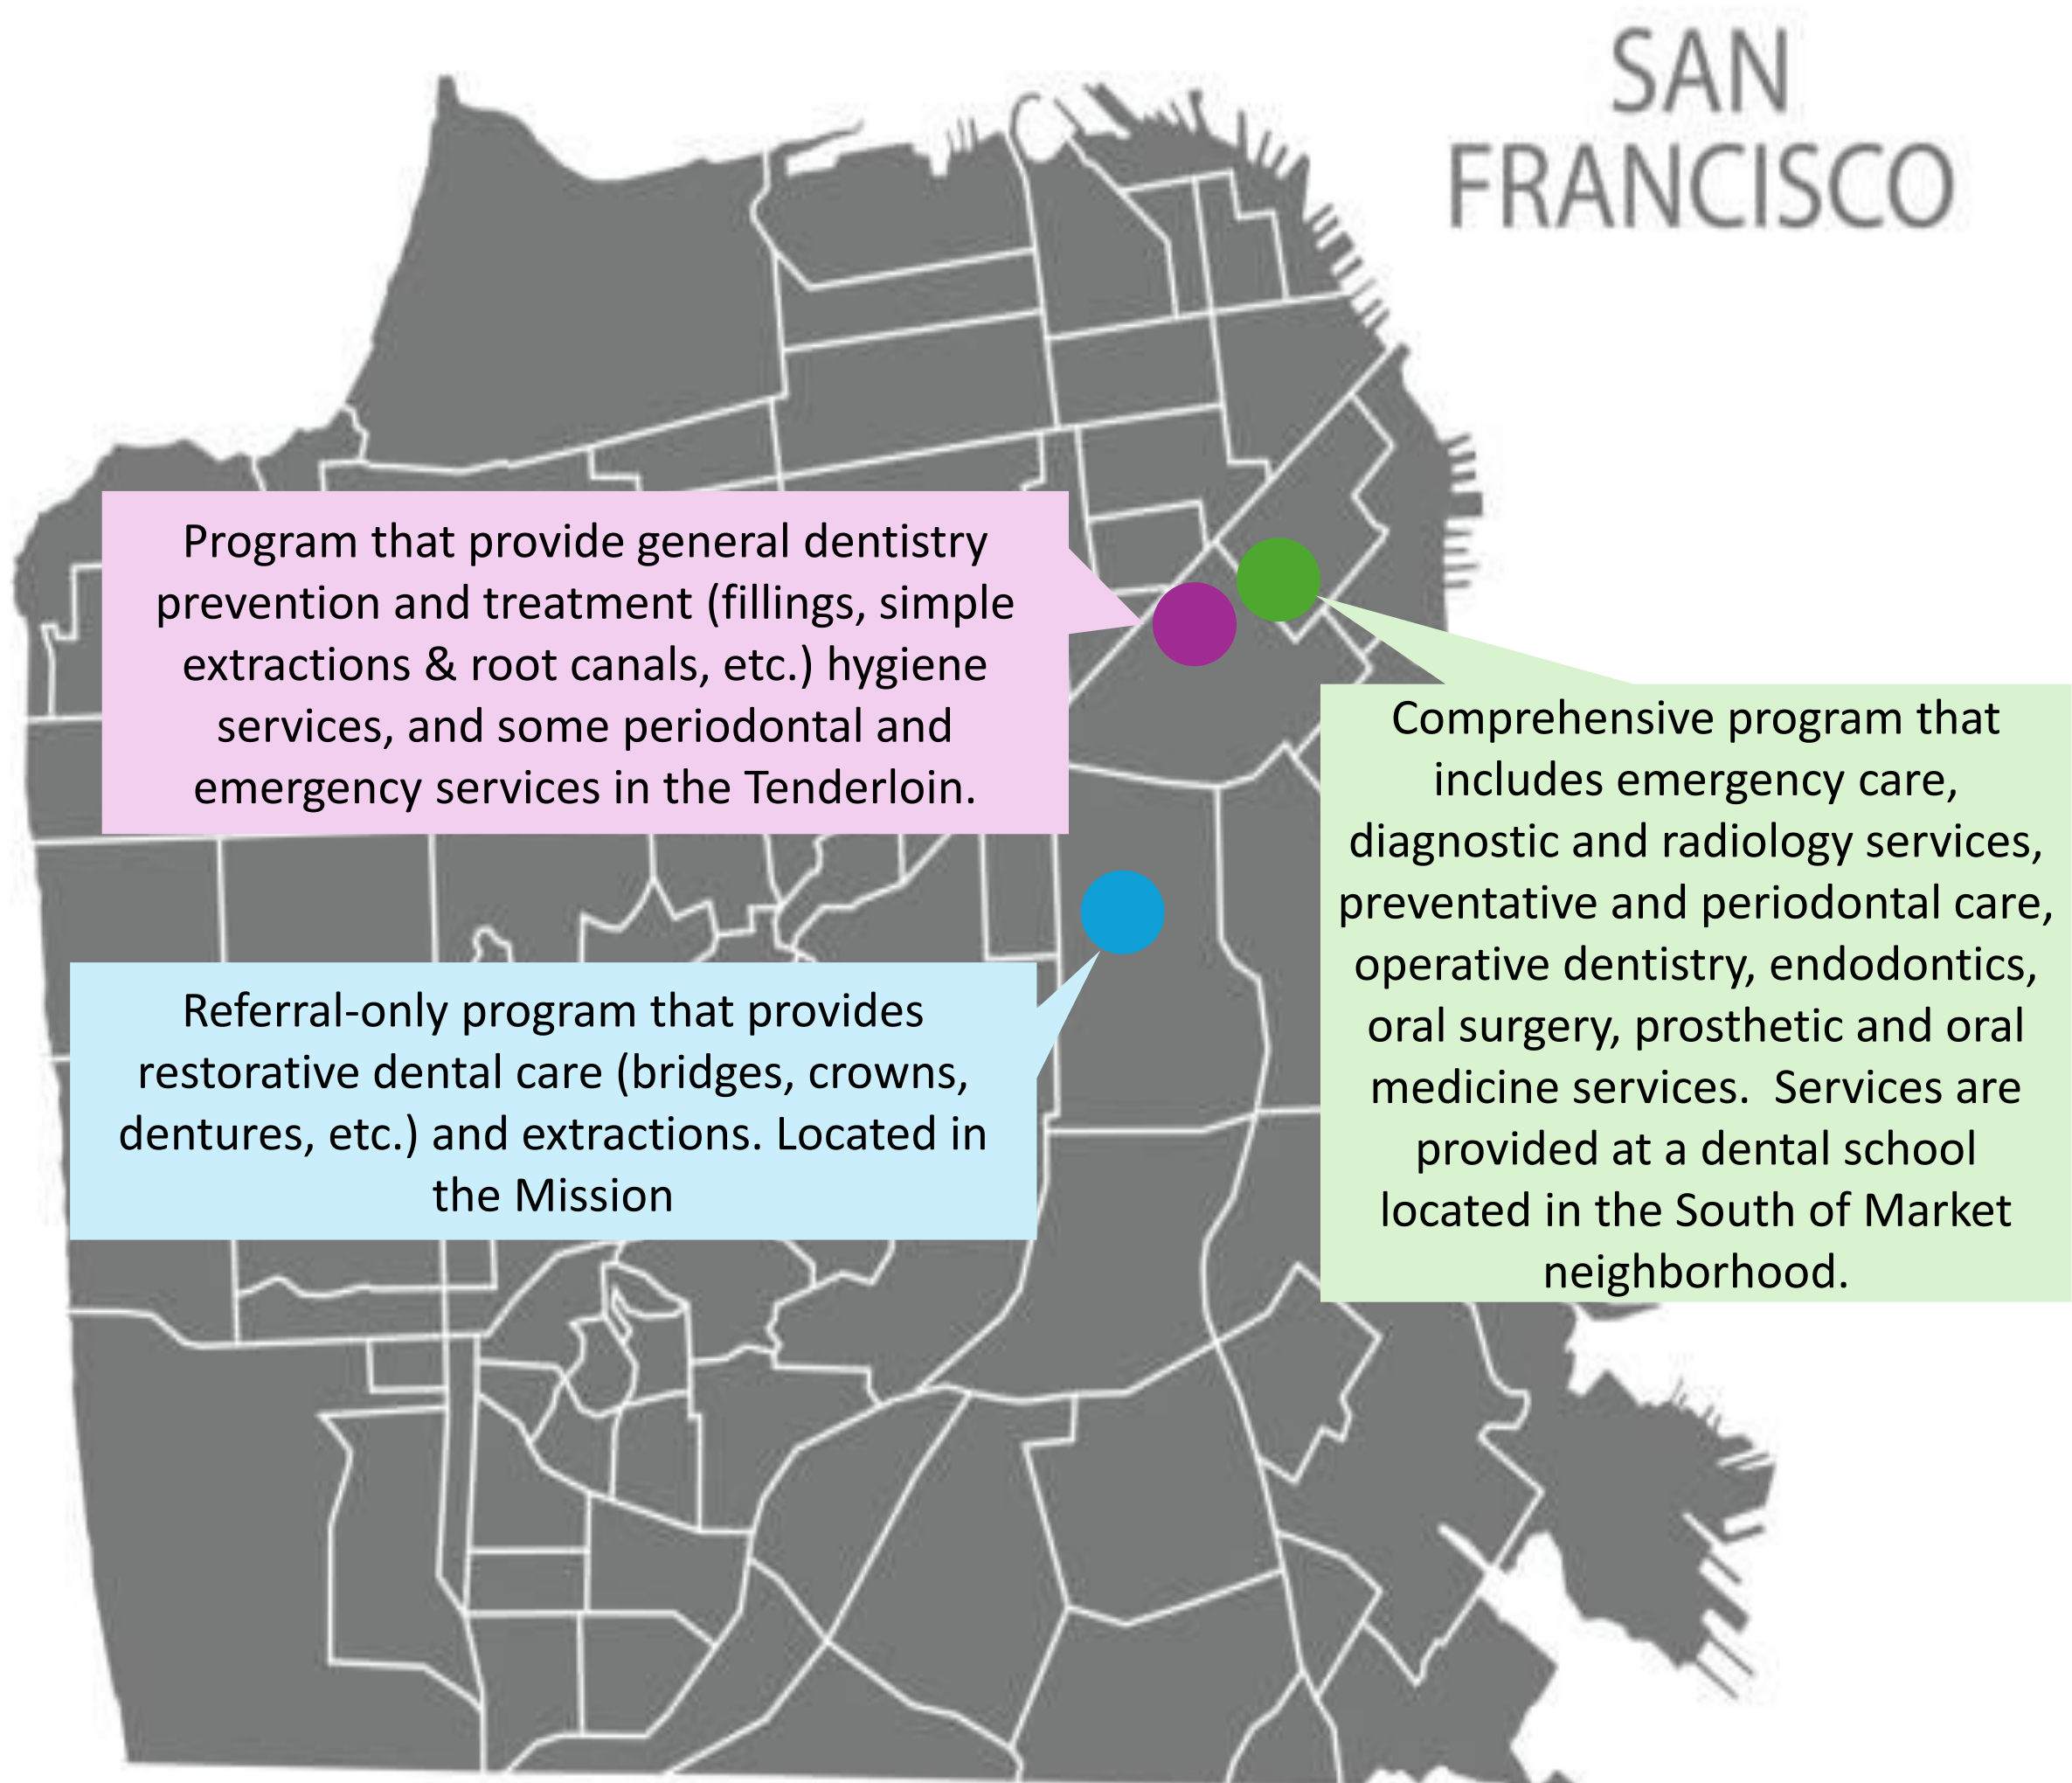 SAN
FRANCISCO
Program that provide general dentistry
prevention and treatment (fillings, simple
extractions & root canals, etc.) hygiene
services, and some periodontal and
emergency services in the Tenderloin.
Comprehensive program that
includes emergency care,
diagnostic and radiology services,
preventative and periodontal care,
operative dentistry, endodontics,
oral surgery, prosthetic and oral
medicine services.  Services are
provided at a dental school
located in the South of Market
neighborhood.
Referral-only program that provides
restorative dental care (bridges, crowns,
dentures, etc.) and extractions. Located in
the Mission